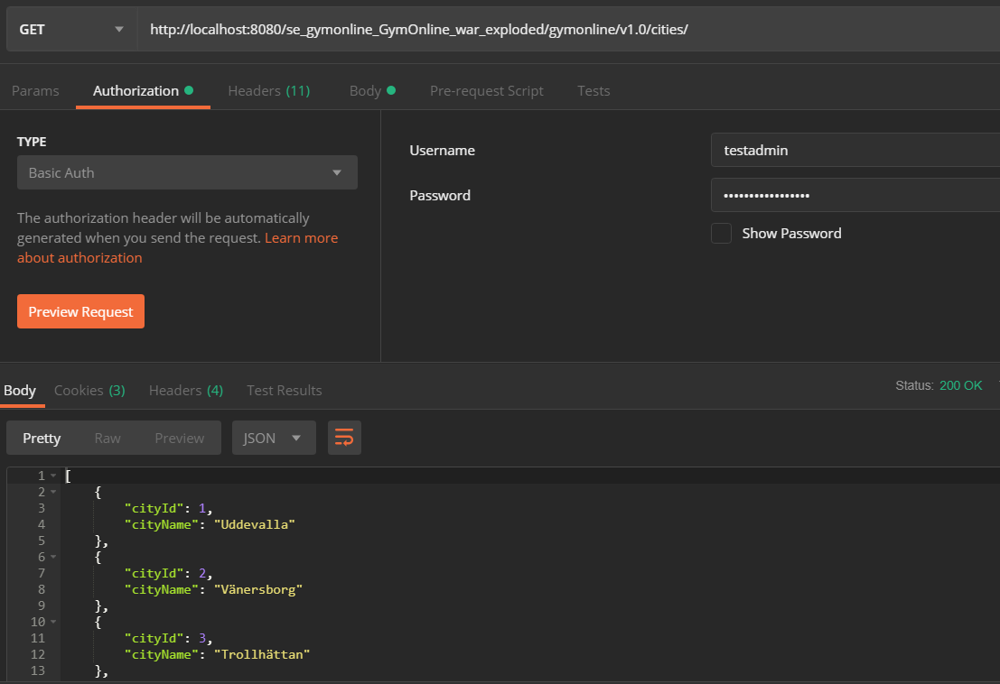 GET http://localhost:8080/se_gymonline_GymOnline_war_exploded/gymonline/v1.0/cities/
Params Authorization Headers (11) Body Pre-request Script Tests
TYPE
Basic Auth
The authorization header will be automatically
generated when you send the request. Learn more
about authorization
Preview Request
Username testadmin
Password •••••••••••••••••
Show Password
Body Cookies (3) Headers (4) Test Results Status: 200 OK
Pretty Raw Preview JSON
1 [
2 {
3 "cityId": 1,
4 "cityName": "Uddevalla"
5 },
6 {
7 "cityId": 2,
8 "cityName": "Vänersborg"
9 },
10 {
11 "cityId": 3,
12 "cityName": "Trollhättan"
13 },